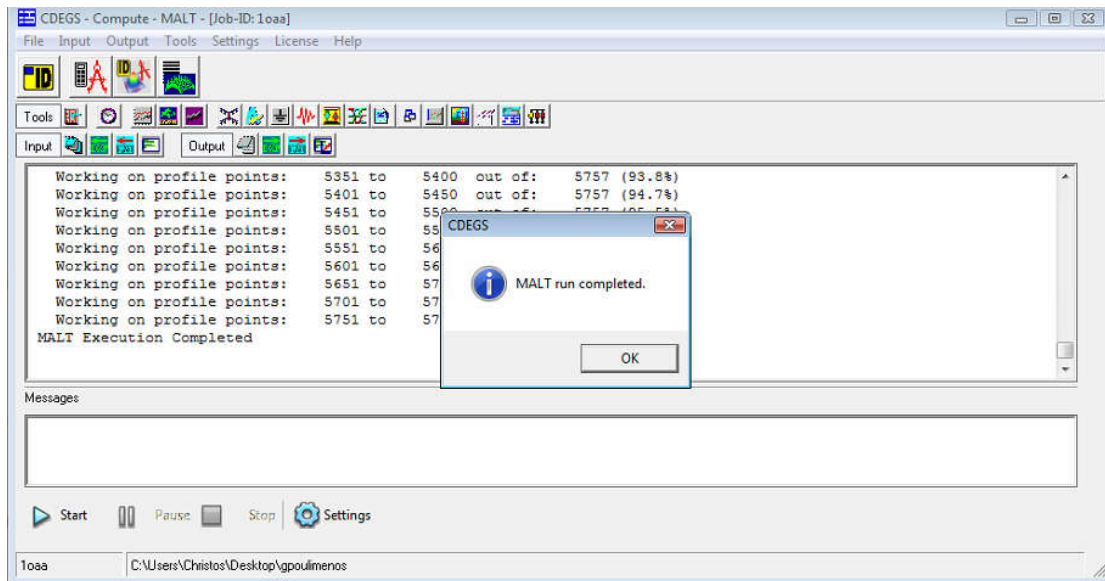 CDEGS - Compute - MALT - [Job-ID: 1oaa]
File Input Output Tools Settings License Help
ID
ID
Tools
Input
Output
Working on profile points: 5351 to 5400 out of: 5757 (93.8%)
Working on profile points: 5401 to 5450 out of: 5757 (94.7%)
Working on profile points: 5451 to
Working on profile points: 5501 to
Working on profile points: 5551 to
Working on profile points: 5601 to
Working on profile points: 5651 to
Working on profile points: 5701 to
Working on profile points: 5751 to
MALT Execution Completed
CDEGS
MALT run completed.
OK
Messages
Start Pause Stop Settings
1oaa C:\Users\Christos\Desktop\gpoulimenos